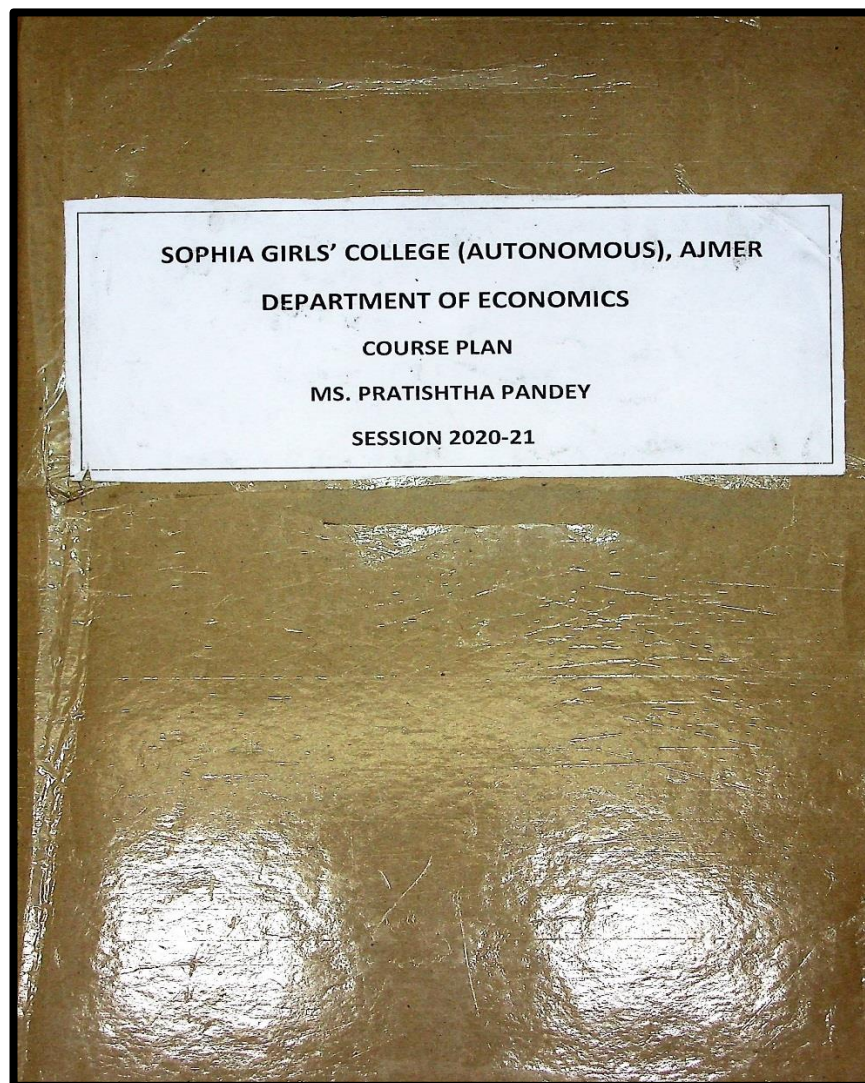 SOPHIA GIRLS' COLLEGE (AUTONOMOUS), AJMER
DEPARTMENT OF ECONOMICS
COURSE PLAN
MS. PRATISHTHA PANDEY
SESSION 2020-21